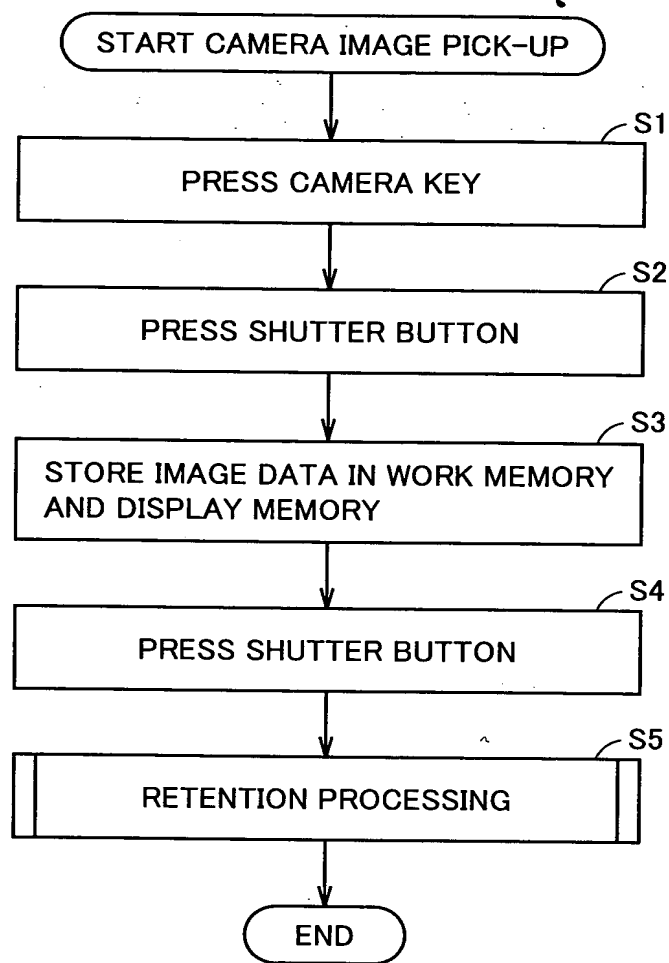 START CAMERA IMAGE PICK-UP
S1
PRESS CAMERA KEY
S2
PRESS SHUTTER BUTTON
S3
STORE IMAGE DATA IN WORK MEMORY
AND DISPLAY MEMORY
S4
PRESS SHUTTER BUTTON
S5
RETENTION PROCESSING
END